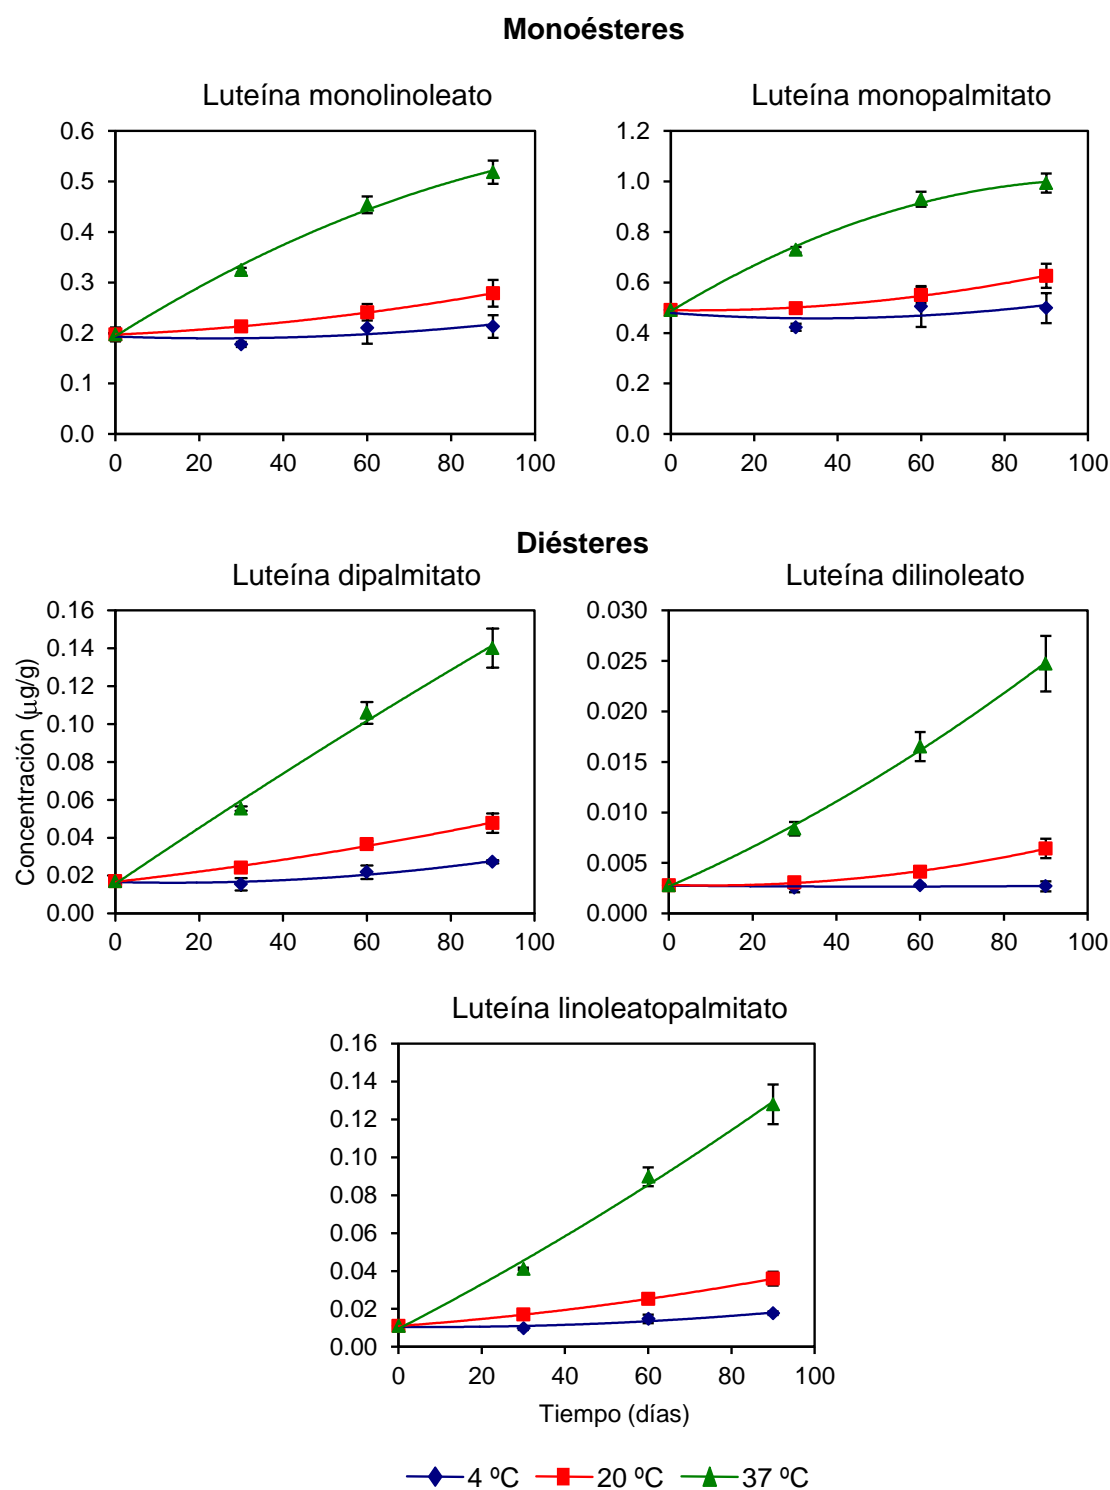 Monoésteres
Luteína monolinoleato
0.6
0.5
0.4
0.3
0.2
0.1
0.0
0 20 40 60 80 100
Luteína monopalmitato
1.2
1.0
0.8
0.6
0.4
0.2
0.0
0 20 40 60 80 100
Diésteres
Luteína dipalmitato
Concentración (µg/g)
0.16
0.14
0.12
0.10
0.08
0.06
0.04
0.02
0.00
0 20 40 60 80 100
Luteína dilinoleato
0.030
0.025
0.020
0.015
0.010
0.005
0.000
0 20 40 60 80 100
Luteína linoleatopalmitato
0.16
0.14
0.12
0.10
0.08
0.06
0.04
0.02
0.00
0 20 40 60 80 100
Tiempo (días)
4 ºC 20 ºC 37 ºC